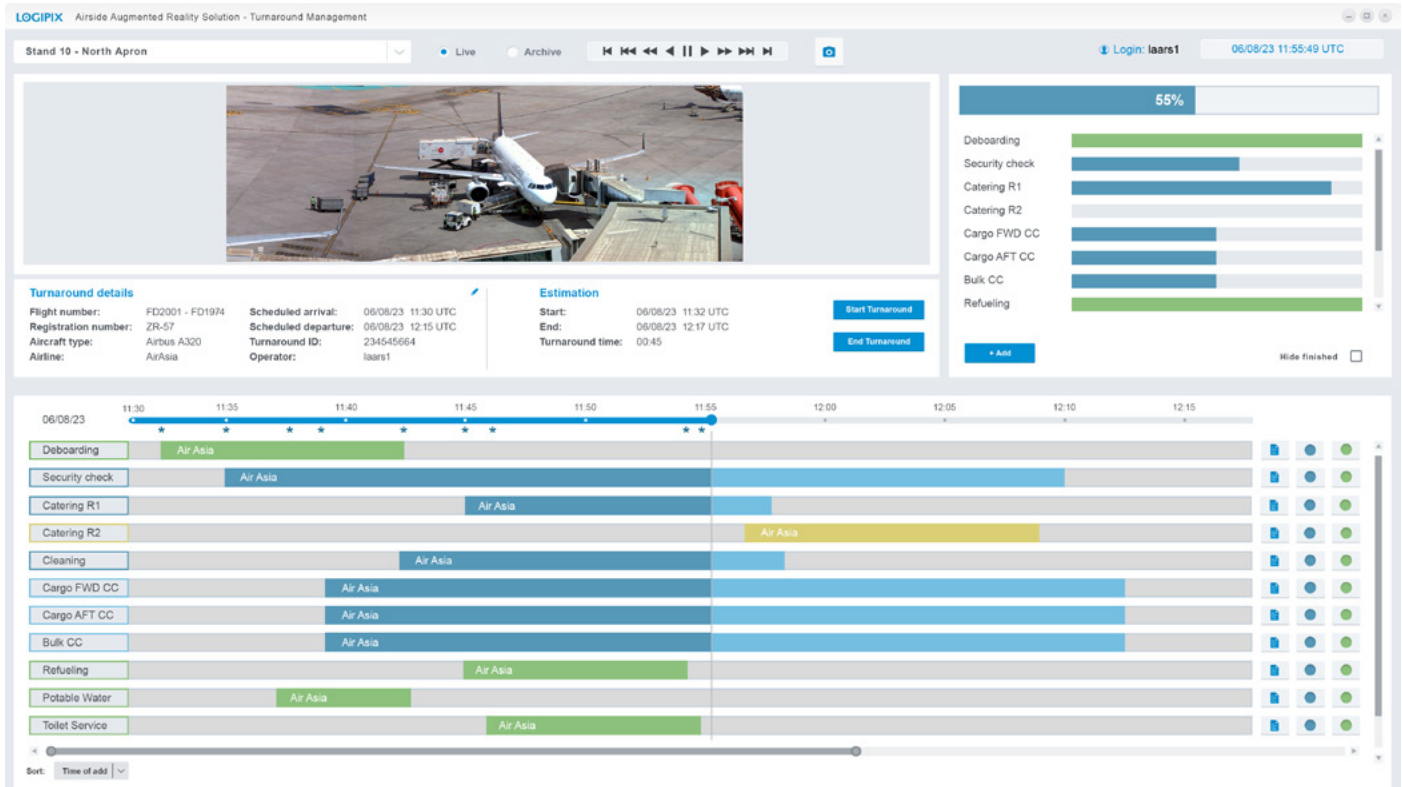 LOGIPIX Airside Augmented Reality Solution - Turnaround Management
Stand 10 - North Apron
Live
Archive
Login: laars1
06/08/23 11:55:49 UTC
55%
Deboarding
Security check
Catering R1
Catering R2
Cargo FWD CC
Cargo AFT CC
Bulk CC
Refueling
+ Add
Hide finished
Turnaround details
Flight number: FD2001 - FD1974
Registration number: ZR-57
Aircraft type: Airbus A320
Airline: AirAsia
Scheduled arrival: 06/08/23 11:30 UTC
Scheduled departure: 06/08/23 12:15 UTC
Turnaround ID: 234545664
Operator: laars1
Estimation
Start: 06/08/23 11:32 UTC
End: 06/08/23 12:17 UTC
Turnaround time: 00:45
Start Turnaround
End Turnaround
06/08/23
11:30 11:35 11:40 11:45 11:50 11:55 12:00 12:05 12:10 12:15
* * * * * * * * *
Deboarding Air Asia
Security check Air Asia
Catering R1 Air Asia
Catering R2 Air Asia
Cleaning Air Asia
Cargo FWD CC Air Asia
Cargo AFT CC Air Asia
Bulk CC Air Asia
Refueling Air Asia
Potable Water Air Asia
Toilet Service Air Asia
Sort: Time of add